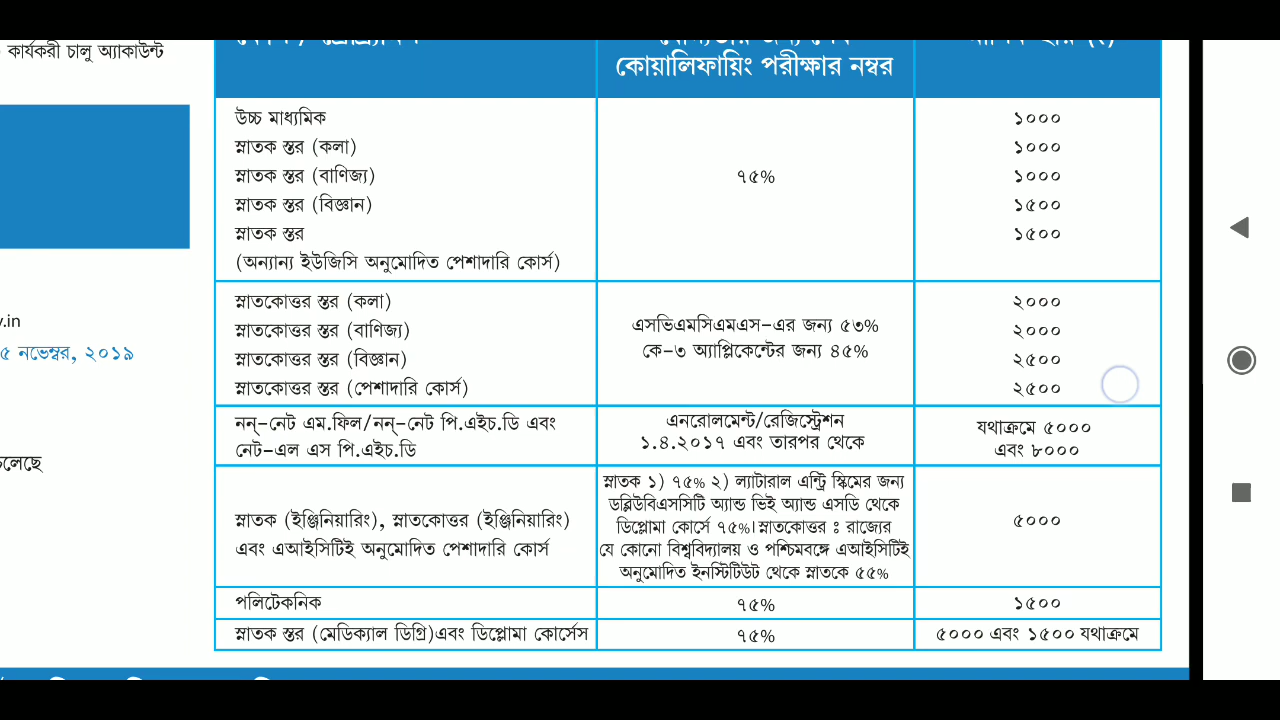 কার্যকরী চালু অ্যাকাউন্ট
কোয়ালিফায়িং পরীক্ষার নম্বর
উচ্চ মাধ্যমিক
১০০০
স্নাতক স্তর (কলা)
১০০০
স্নাতক স্তর (বাণিজ্য)
৭৫%
১০০০
স্নাতক স্তর (বিজ্ঞান)
১৫০০
স্নাতক স্তর
১৫০০
(অন্যান্য ইউজিসি অনুমোদিত পেশাদারি কোর্স)
স্নাতকোত্তর স্তর (কলা)
স্নাতকোত্তর স্তর (বাণিজ্য)
স্নাতকোত্তর স্তর (বিজ্ঞান)
স্নাতকোত্তর স্তর (পেশাদারি কোর্স)
এসভিএমসিএমএস-এর জন্য ৫৩%
কে-৩ অ্যাপ্লিকেন্টের জন্য ৪৫%
২০০০
২০০০
২৫০০
২৫০০
v.in
৫ নভেম্বর, ২০১৯
নন্-নেট এম.ফিল/নন্-নেট পি.এইচ.ডি এবং
নেট-এল এস পি.এইচ.ডি
এনরোলমেন্ট/রেজিস্ট্রেশন
১.৪.২০১৭ এবং তারপর থেকে
যথাক্রমে ৫০০০
এবং ৮০০০
চলেছে
স্নাতক (ইঞ্জিনিয়ারিং), স্নাতকোত্তর (ইঞ্জিনিয়ারিং)
এবং এআইসিটিই অনুমোদিত পেশাদারি কোর্স
স্নাতক ১) ৭৫% ২) ল্যাটারাল এন্ট্রি স্কিমের জন্য
ডব্লিউবিএসসিটি অ্যান্ড ভিই অ্যান্ড এসডি থেকে
ডিপ্লোমা কোর্সে ৭৫%। স্নাতকোত্তর ঃ রাজ্যের
যে কোনো বিশ্ববিদ্যালয় ও পশ্চিমবঙ্গে এআইসিটিই
অনুমোদিত ইনস্টিটিউট থেকে স্নাতকে ৫৫%
৫০০০
পলিটেকনিক
৭৫%
১৫০০
স্নাতক স্তর (মেডিক্যাল ডিগ্রি)এবং ডিপ্লোমা কোর্সেস
৭৫%
৫০০০ এবং ১৫০০ যথাক্রমে